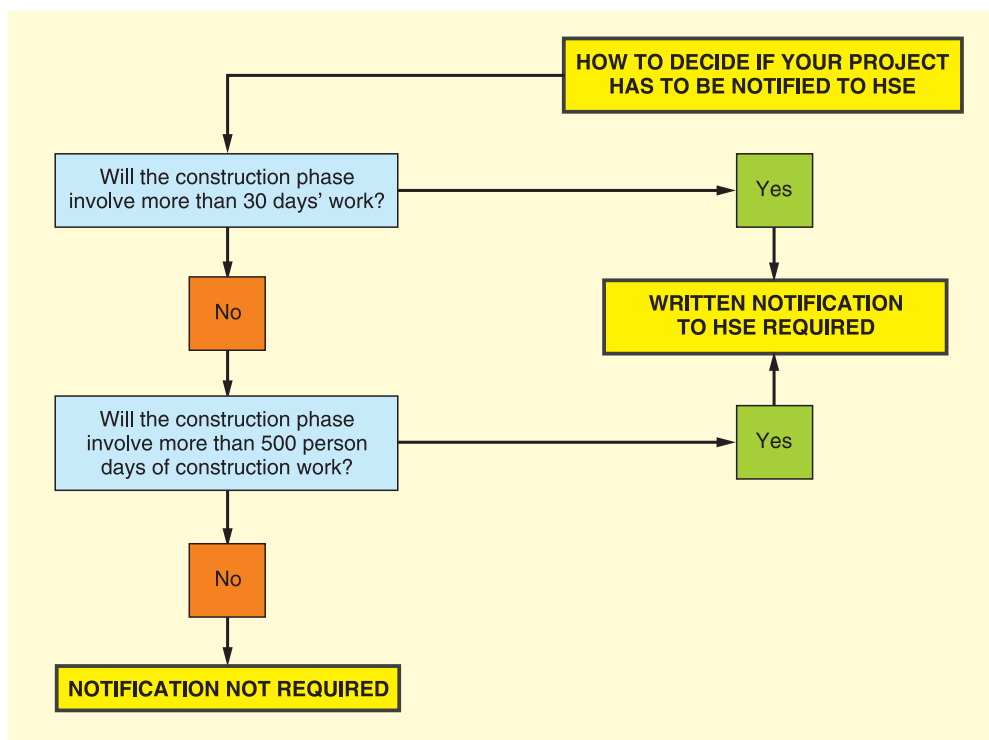 HOW TO DECIDE IF YOUR PROJECT
HAS TO BE NOTIFIED TO HSE
Will the construction phase
involve more than 30 days’ work?
Yes
No
WRITTEN NOTIFICATION
TO HSE REQUIRED
Will the construction phase
involve more than 500 person
days of construction work?
Yes
No
NOTIFICATION NOT REQUIRED